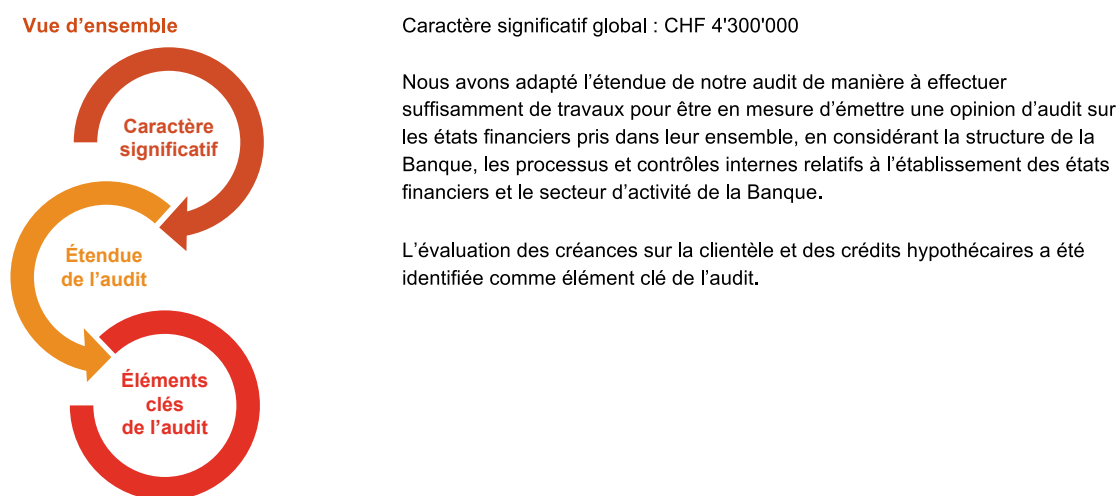 Vue d’ensemble
Caractère significatif global : CHF 4'300'000
Caractère
significatif
Nous avons adapté l’étendue de notre audit de manière à effectuer
suffisamment de travaux pour être en mesure d’émettre une opinion d’audit sur
les états financiers pris dans leur ensemble, en considérant la structure de la
Banque, les processus et contrôles internes relatifs à l’établissement des états
financiers et le secteur d’activité de la Banque.
Étendue
de l’audit
L’évaluation des créances sur la clientèle et des crédits hypothécaires a été
identifiée comme élément clé de l’audit.
Éléments
clés
de l’audit